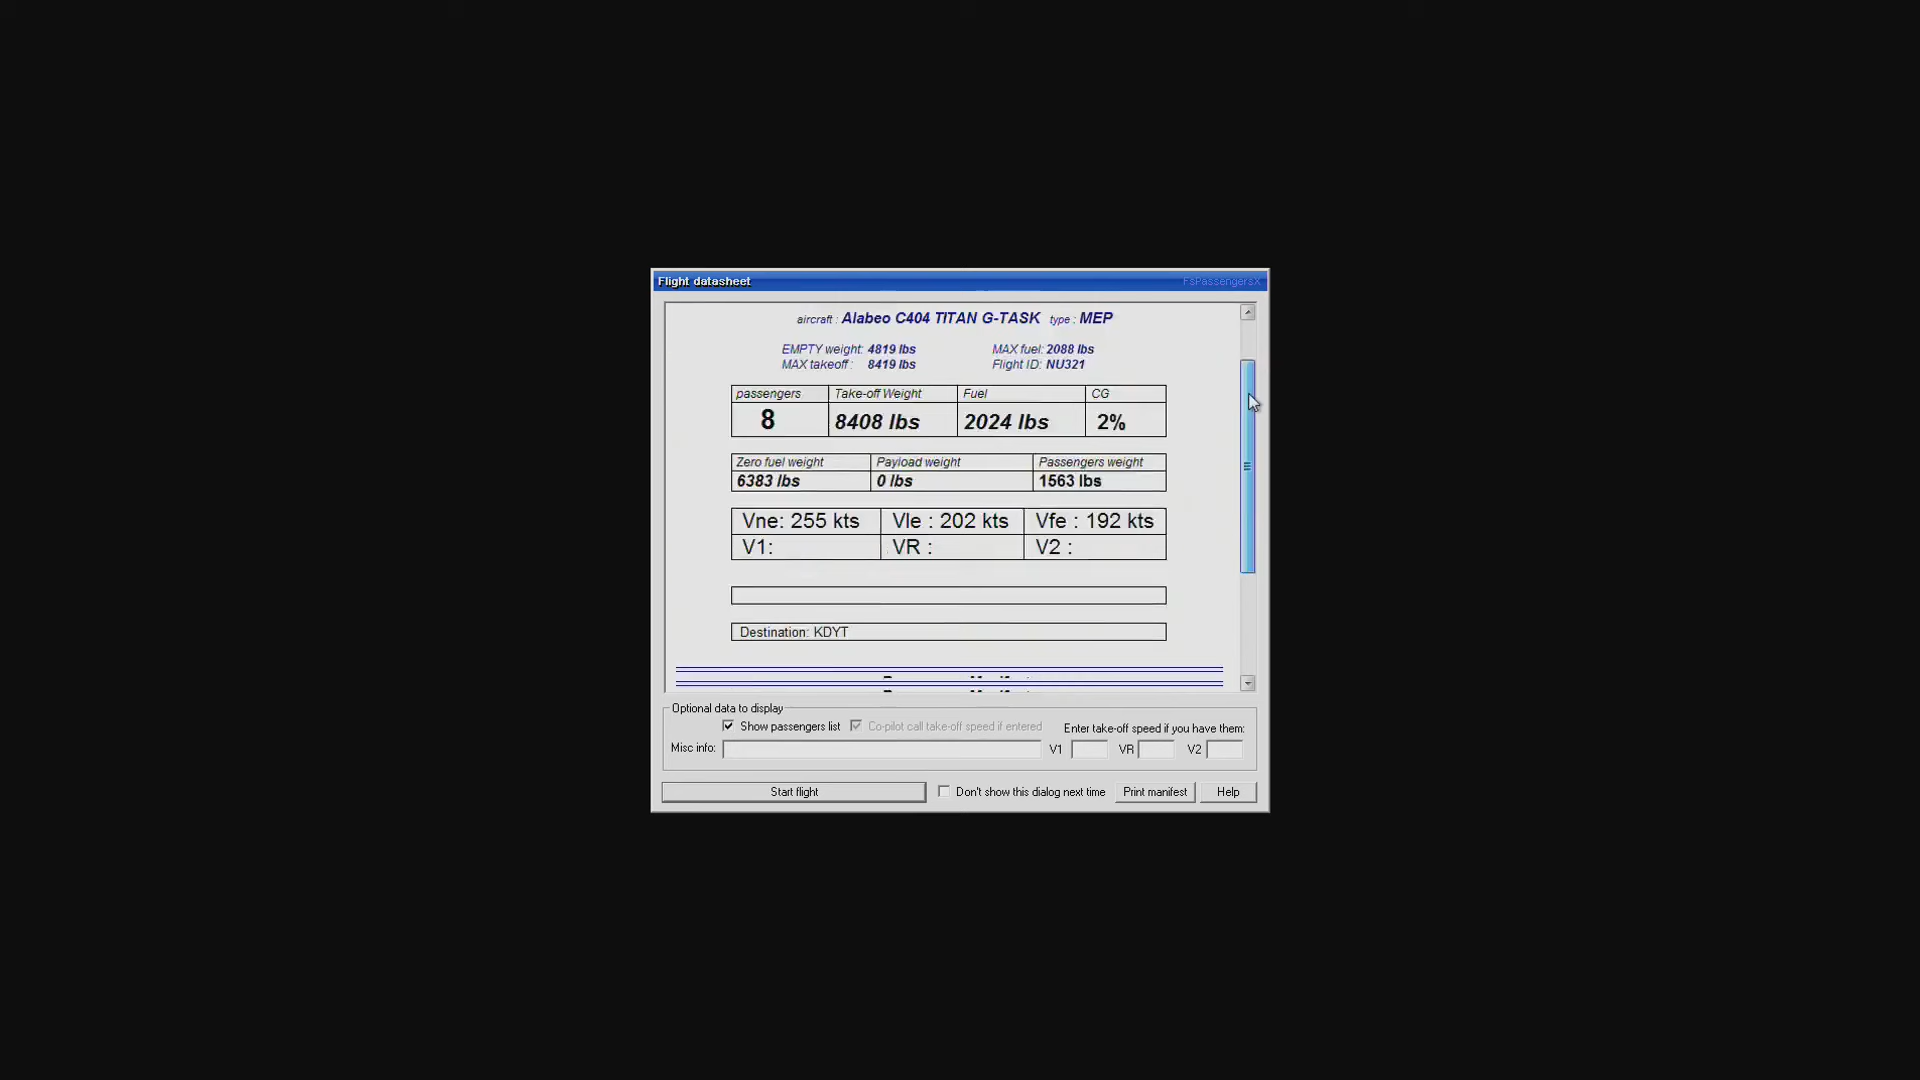 Flight datasheet FsPassengersX
aircraft : Alabeo C404 TITAN G-TASK type : MEP
EMPTY weight: 4819 lbs MAX fuel: 2088 lbs
MAX takeoff : 8419 lbs Flight ID: NU321
passengers Take-off Weight Fuel CG
8 8408 lbs 2024 lbs 2%
Zero fuel weight Payload weight Passengers weight
6383 lbs 0 lbs 1563 lbs
Vne: 255 kts Vle : 202 kts Vfe : 192 kts
V1: VR : V2 :
Destination: KDYT
Optional data to display
Show passengers list Co-pilot call take-off speed if entered Enter take-off speed if you have them:
Misc info: V1 VR V2
Start flight Don't show this dialog next time Print manifest Help